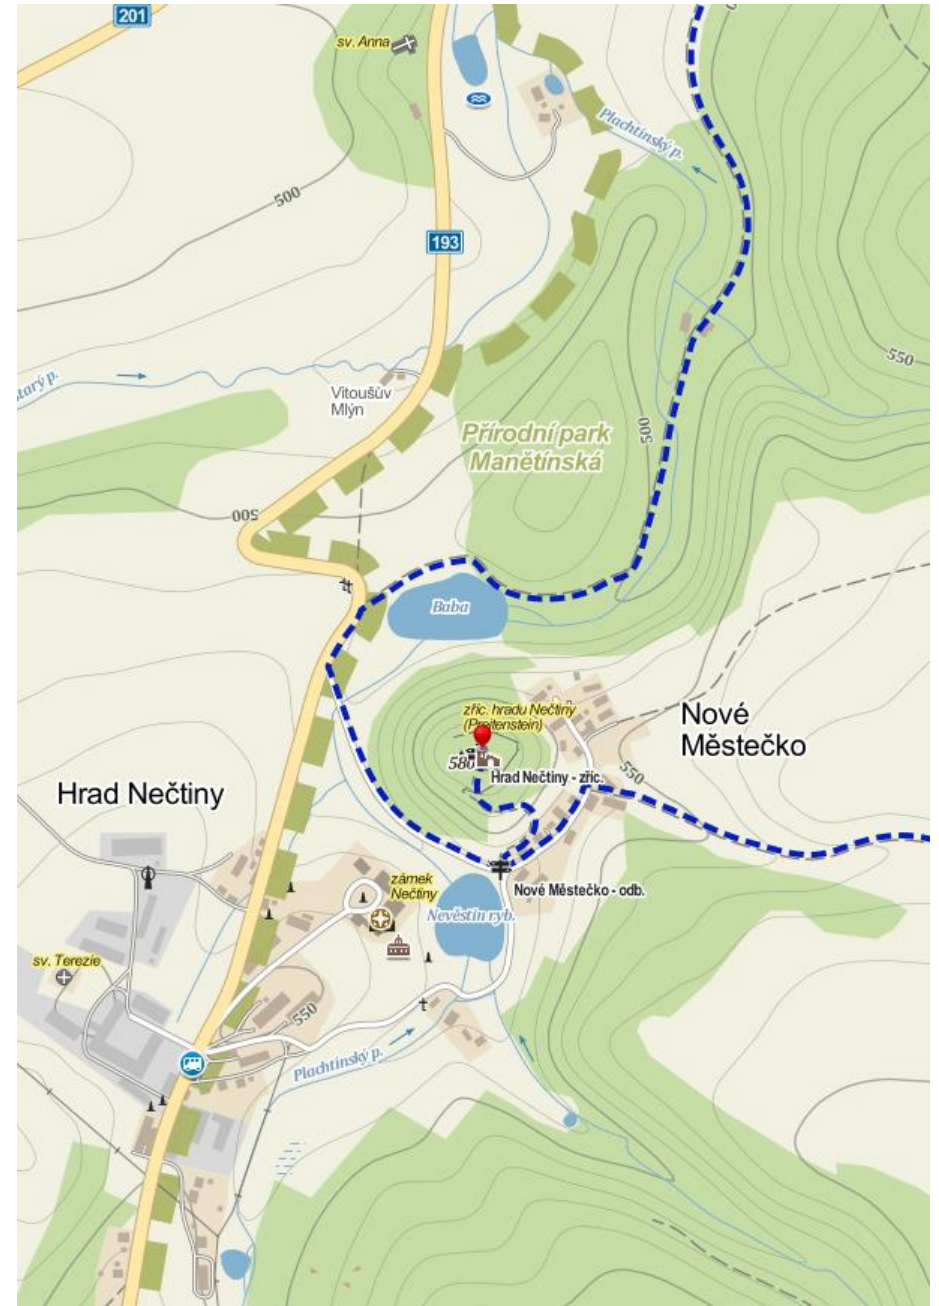 201
sv. Anna
Plachtínský p.
500
193
550
starý p.
Vitoušův
Mlýn
500
Přírodní park
Manětínská
500
Baba
zříc. hradu Nečtiny
(Preitenstein)
580
Hrad Nečtiny - zříc.
Nové
Městečko
550
Hrad Nečtiny
zámek
Nečtiny
Nové Městečko - odb.
Nevěstin ryb.
sv. Terezie
550
Plachtínský p.